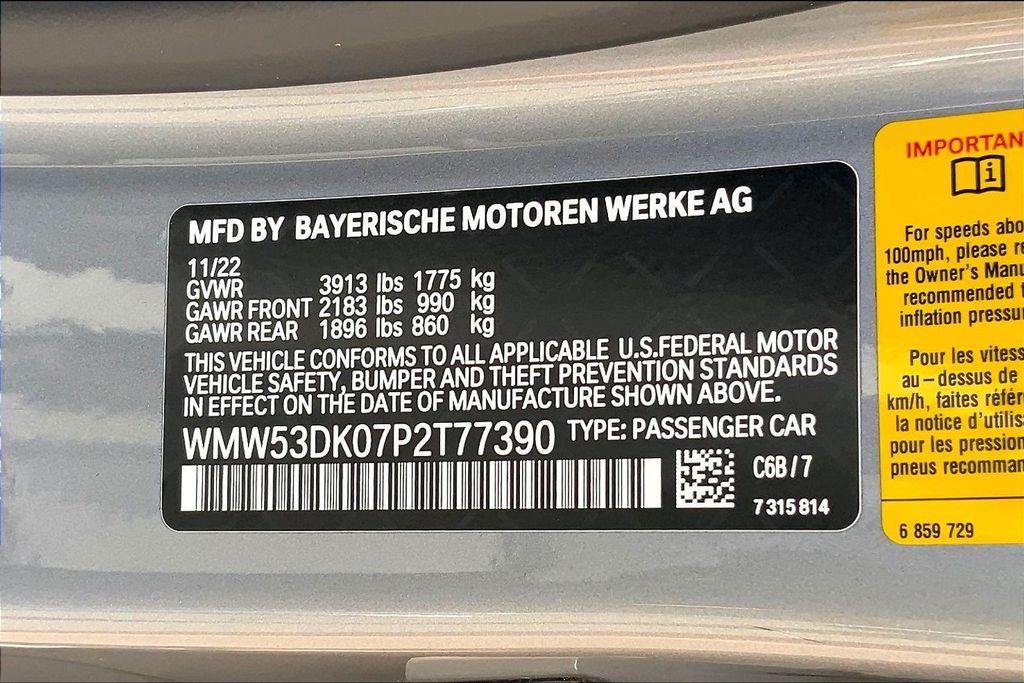 MFD BY BAYERISCHE MOTOREN WERKE AG
11/22
GVWR 3913 lbs 1775 kg
GAWR FRONT 2183 lbs 990 kg
GAWR REAR 1896 lbs 860 kg
THIS VEHICLE CONFORMS TO ALL APPLICABLE U.S.FEDERAL MOTOR
VEHICLE SAFETY, BUMPER AND THEFT PREVENTION STANDARDS
IN EFFECT ON THE DATE OF MANUFACTURE SHOWN ABOVE.
WMW53DK07P2T77390 TYPE: PASSENGER CAR
C6B/7
7 315 814
IMPORTAN
i
For speeds abo
100mph, please re
the Owner's Manu
recommended t
inflation pressu
Pour les vitess
au-dessus de
km/h, faites référ
la notice d'utilis
pour les pression
pneus recomman
6 859 729